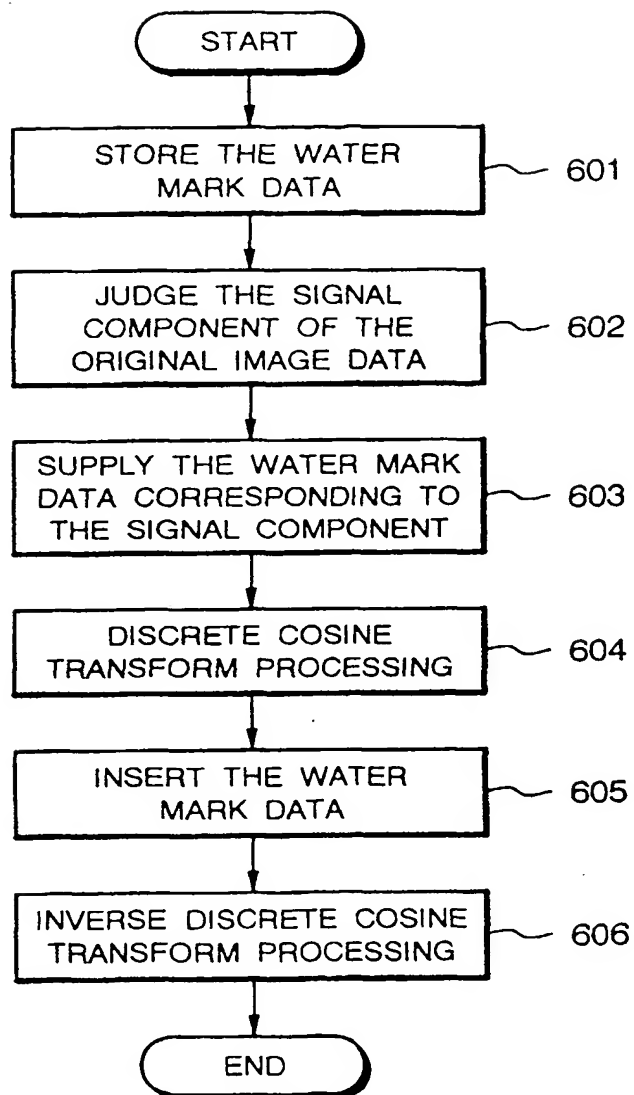 START
STORE THE WATER
MARK DATA
601
JUDGE THE SIGNAL
COMPONENT OF THE
ORIGINAL IMAGE DATA
602
SUPPLY THE WATER MARK
DATA CORRESPONDING TO
THE SIGNAL COMPONENT
603
DISCRETE COSINE
TRANSFORM PROCESSING
604
INSERT THE WATER
MARK DATA
605
INVERSE DISCRETE COSINE
TRANSFORM PROCESSING
606
END